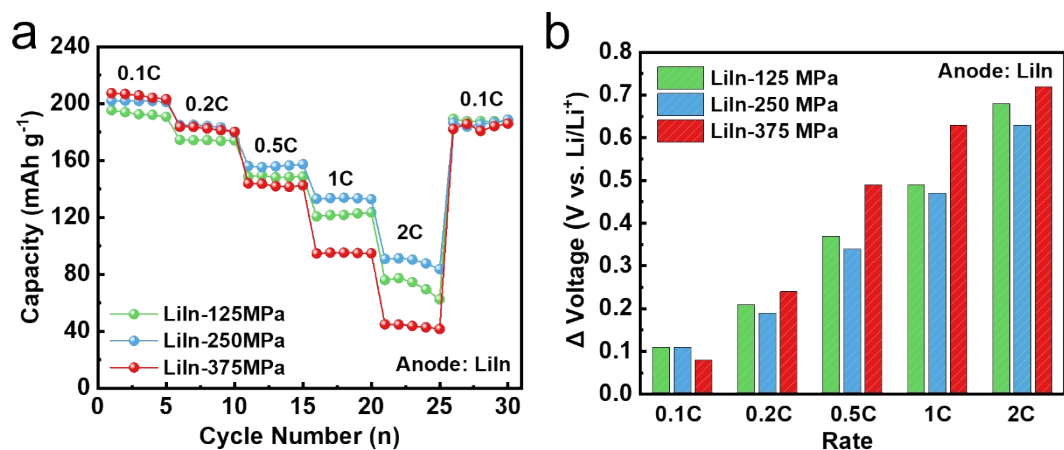 a
240
200
160
120
80
40
0
Capacity (mAh g⁻¹)
0.1C
0.2C
0.5C
1C
2C
0.1C
LiIn-125MPa
LiIn-250MPa
LiIn-375MPa
Anode: LiIn
0 5 10 15 20 25 30
Cycle Number (n)
b
0.8
0.7
0.6
0.5
0.4
0.3
0.2
0.1
0.0
Δ Voltage (V vs. Li/Li⁺)
LiIn-125 MPa
LiIn-250 MPa
LiIn-375 MPa
Anode: LiIn
0.1C 0.2C 0.5C 1C 2C
Rate